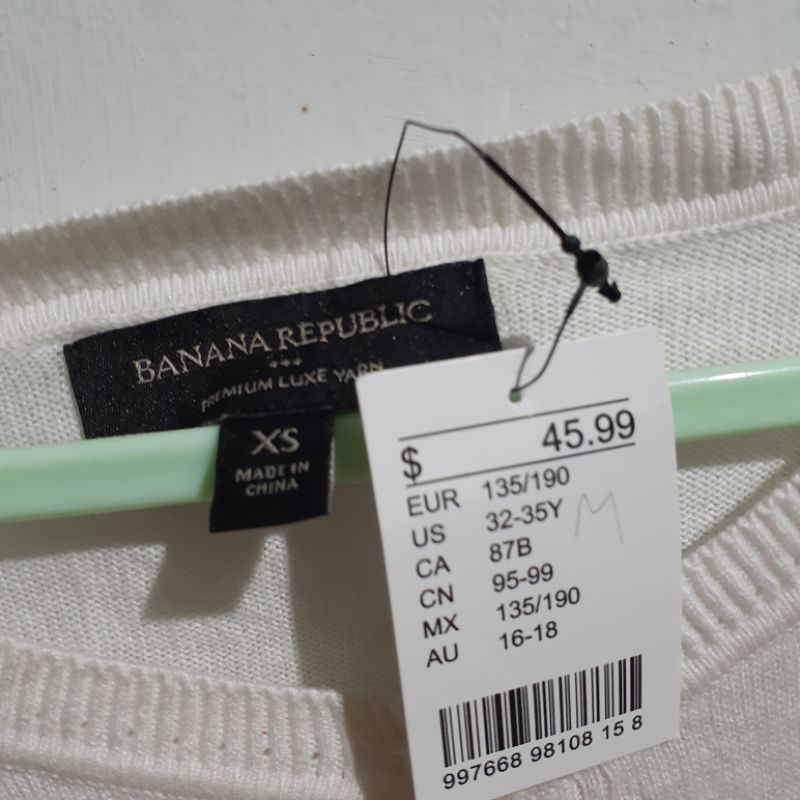 BANANA REPUBLIC
PREMIUM LUXE YARN
XS
MADE IN
CHINA
$ 45.99
EUR 135/190
US 32-35Y M
CA 87B
CN 95-99
MX 135/190
AU 16-18
997668 98108 15 8